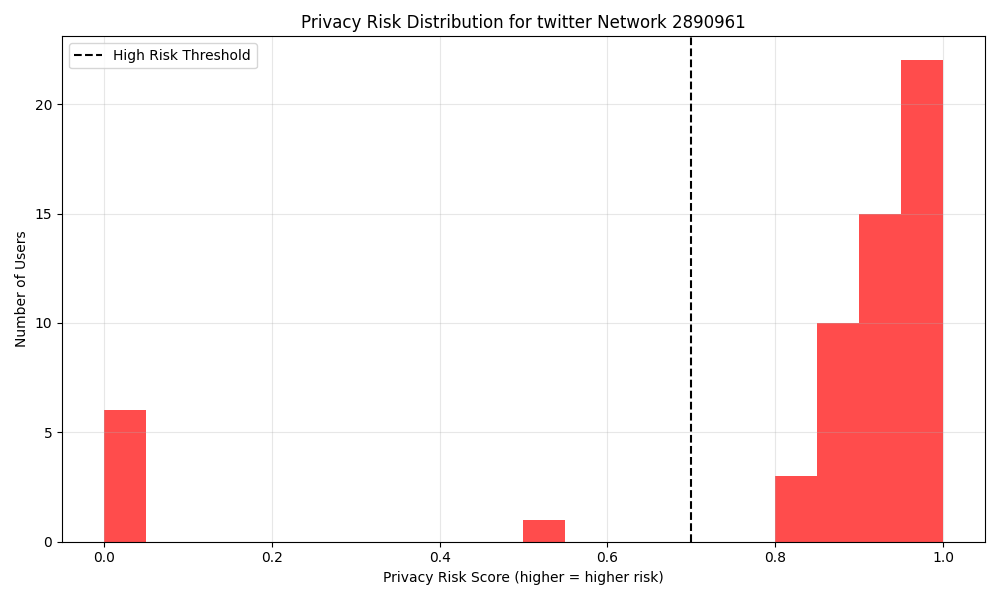 Privacy Risk Distribution for twitter Network 2890961
High Risk Threshold
Number of Users
20
15
10
5
0
0.0 0.2 0.4 0.6 0.8 1.0
Privacy Risk Score (higher = higher risk)